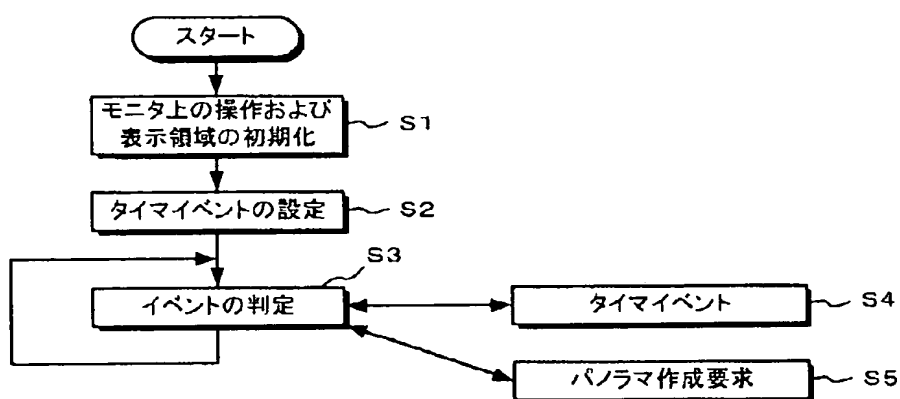 スタート
モニタ上の操作および
表示領域の初期化
S1
タイマイベントの設定
S2
S3
イベントの判定
タイマイベント
S4
パノラマ作成要求
S5